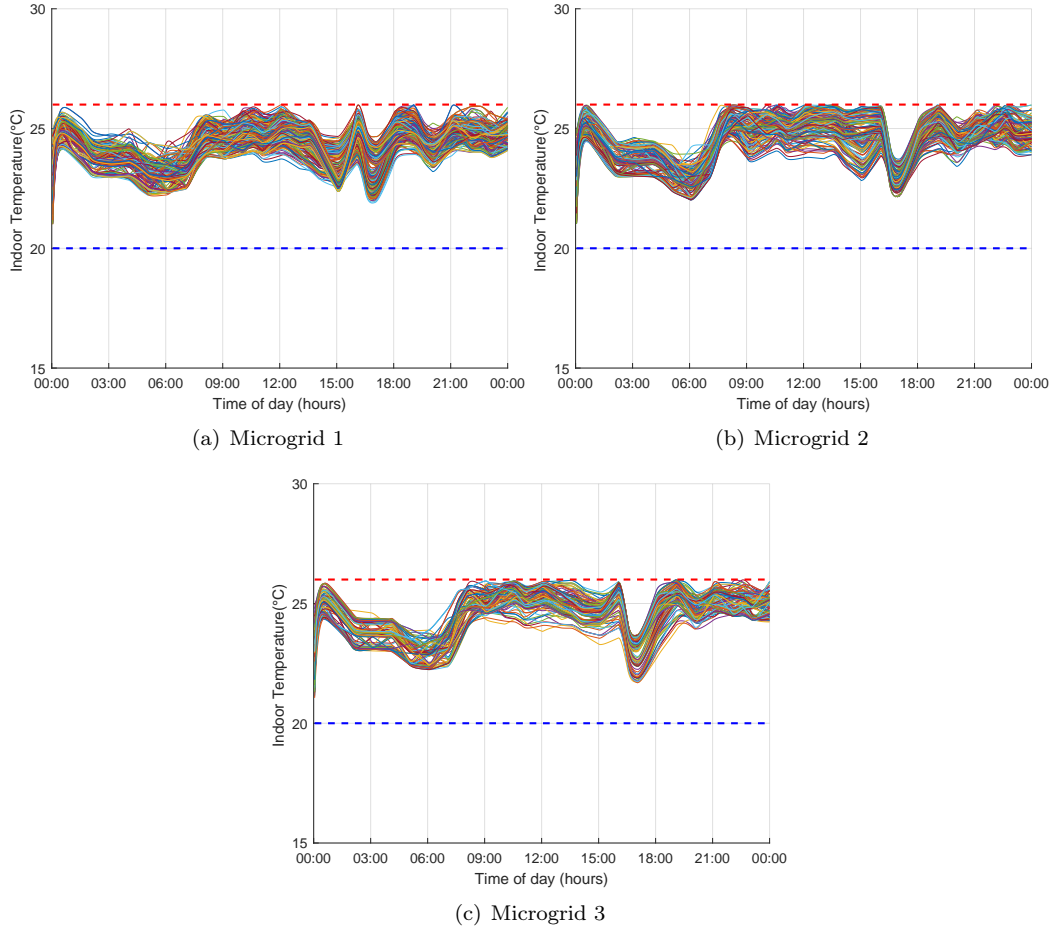 30
25
20
15
Indoor Temperature(°C)
00:00 03:00 06:00 09:00 12:00 15:00 18:00 21:00 00:00
Time of day (hours)
(a) Microgrid 1
30
25
20
15
Indoor Temperature(°C)
00:00 03:00 06:00 09:00 12:00 15:00 18:00 21:00 00:00
Time of day (hours)
(b) Microgrid 2
30
25
20
15
Indoor Temperature(°C)
00:00 03:00 06:00 09:00 12:00 15:00 18:00 21:00 00:00
Time of day (hours)
(c) Microgrid 3